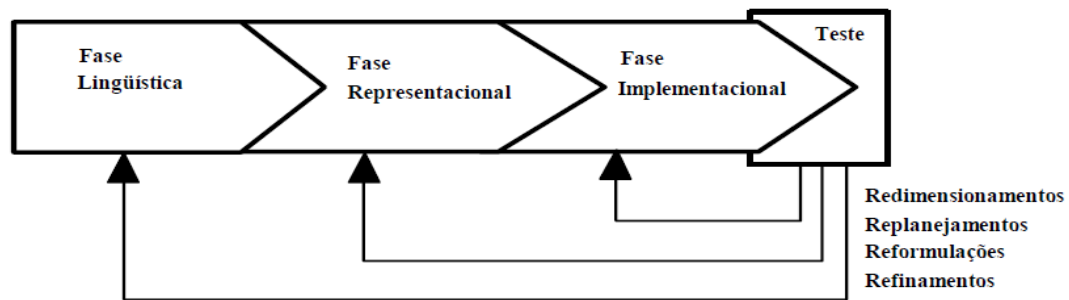 Fase
Lingüística
Fase
Representacional
Fase
Implementacional
Teste
Redimensionamentos
Replanejamentos
Reformulações
Refinamentos